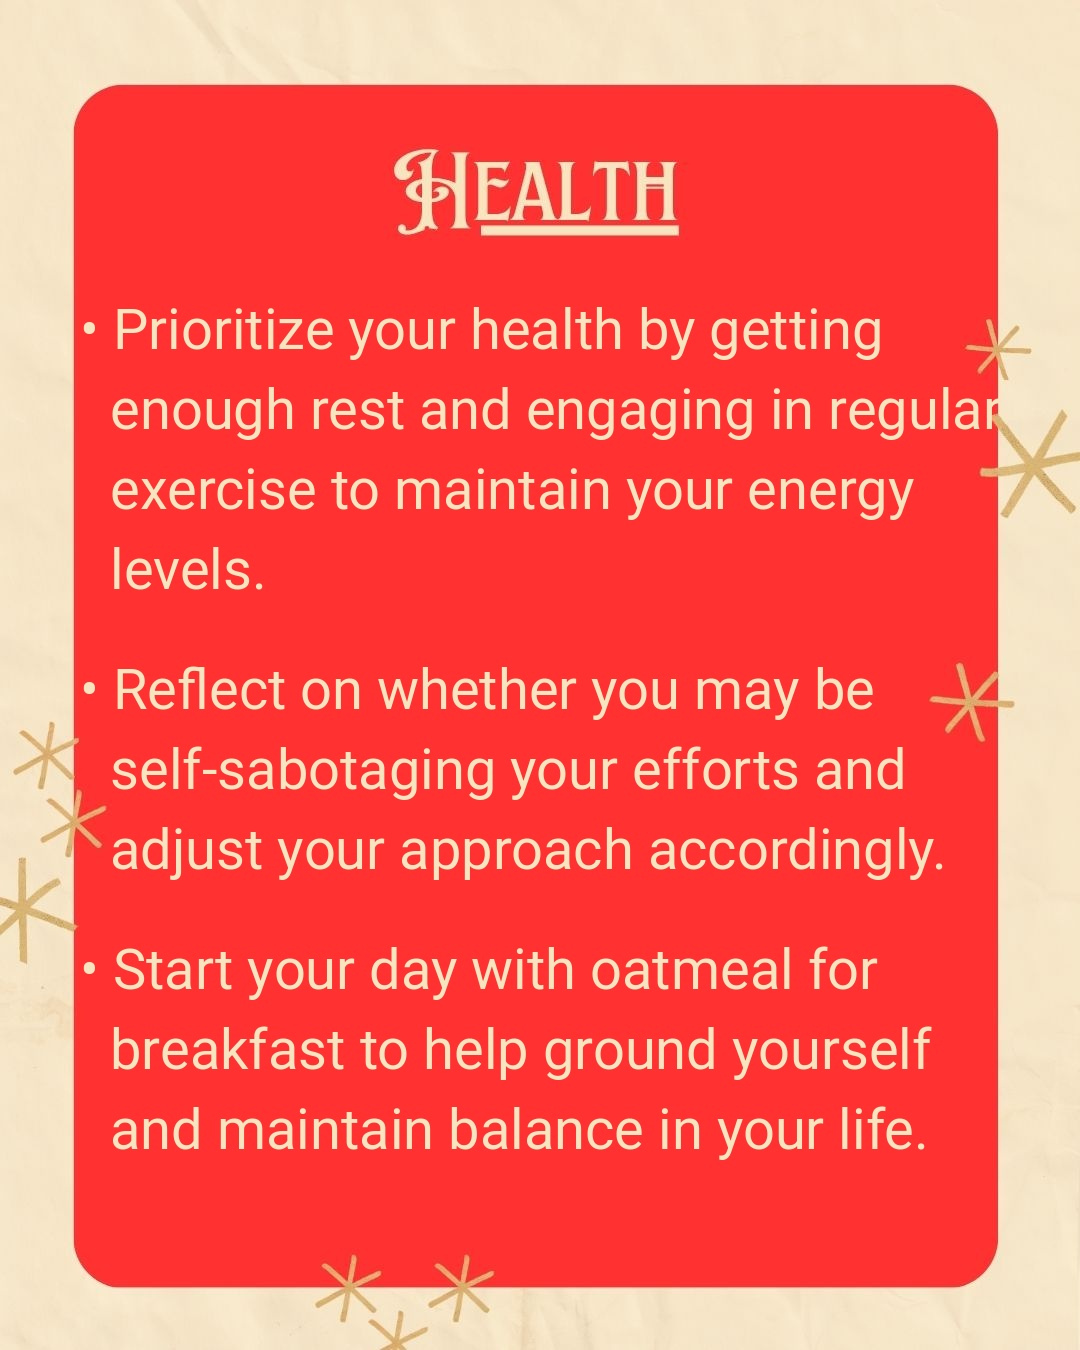 Health
• Prioritize your health by getting
enough rest and engaging in regular
exercise to maintain your energy
levels.
• Reflect on whether you may be
self-sabotaging your efforts and
adjust your approach accordingly.
• Start your day with oatmeal for
breakfast to help ground yourself
and maintain balance in your life.